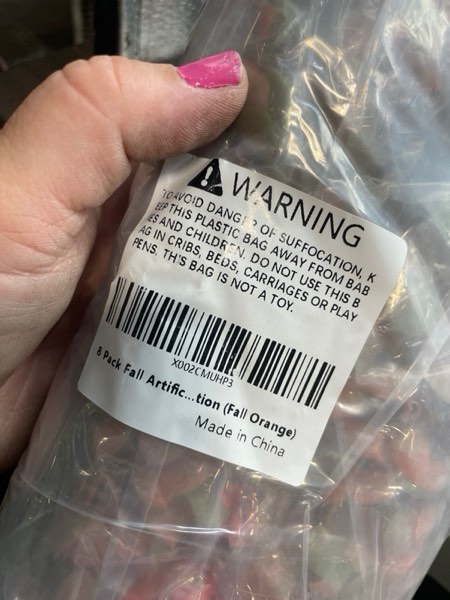 WARNING
TO AVOID DANGER OF SUFFOCATION, K
EEP THIS PLASTIC BAG AWAY FROM BAB
IES AND CHILDREN. DO NOT USE THIS B
AG IN CRIBS, BEDS, CARRIAGES OR PLAY
PENS. THIS BAG IS NOT A TOY.
X002CMUHP3
8 Pack Fall Artific...tion (Fall Orange)
Made in China